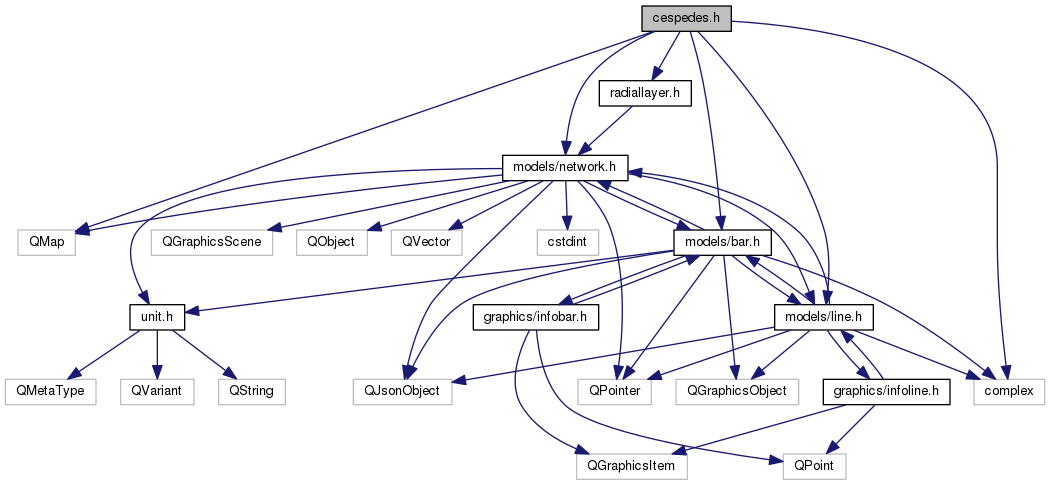 cespedes.h
radiallayer.h
models/network.h
QMap
QGraphicsScene
QObject
QVector
cstdint
models/bar.h
unit.h
graphics/infobar.h
models/line.h
QMetaType
QVariant
QString
QJsonObject
QPointer
QGraphicsObject
graphics/infoline.h
complex
QGraphicsItem
QPoint